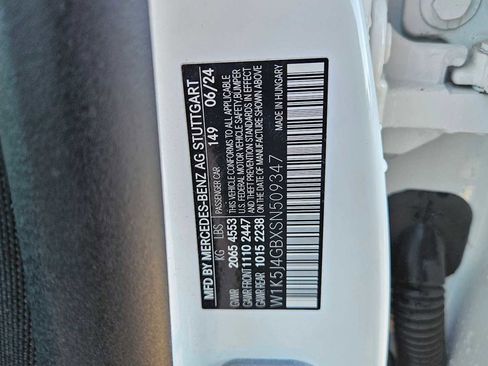 MFD BY MERCEDES-BENZ AG STUTTGART
PASSENGER CAR 149 06/24
KG LBS
GVWR 2065 4553
GAWR FRONT 1110 2447
GAWR REAR 1015 2238
THIS VEHICLE CONFORMS TO ALL APPLICABLE
U.S. FEDERAL MOTOR VEHICLE SAFETY, BUMPER
AND THEFT PREVENTION STANDARDS IN EFFECT
ON THE DATE OF MANUFACTURE SHOWN ABOVE
MADE IN HUNGARY
W1K5J4GBXSN509347